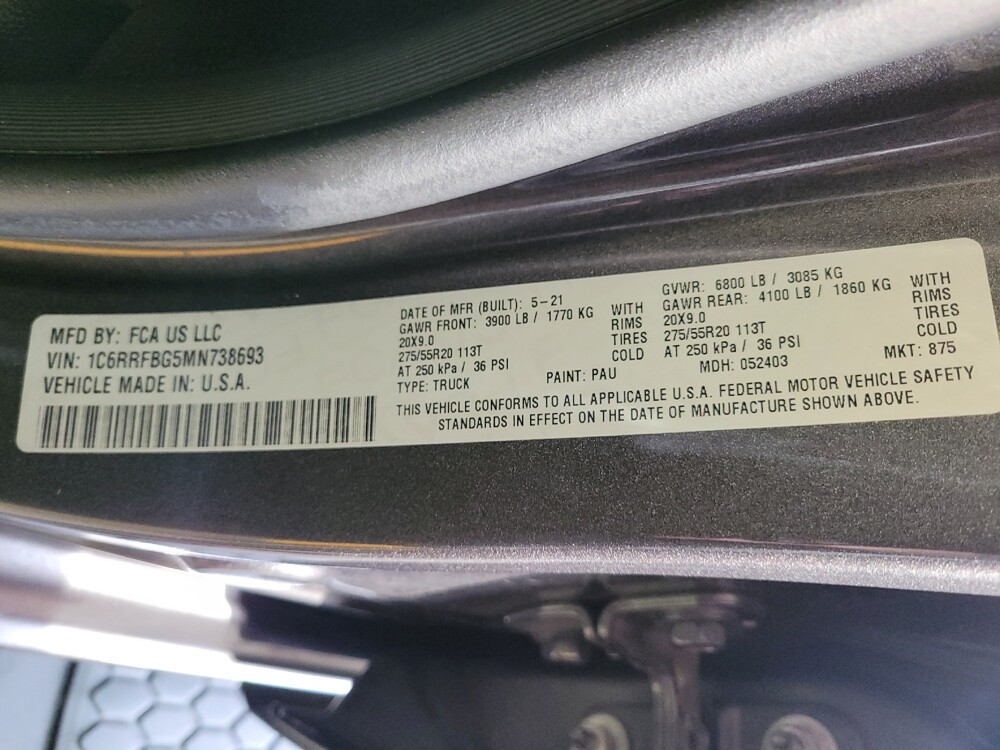 MFD BY: FCA US LLC
VIN: 1C6RRFBG5MN738693
VEHICLE MADE IN: U.S.A.
DATE OF MFR (BUILT): 5-21
GAWR FRONT: 3900 LB / 1770 KG WITH
20X9.0 RIMS
275/55R20 113T TIRES
AT 250 kPa / 36 PSI COLD
TYPE: TRUCK PAINT: PAU
GVWR: 6800 LB / 3085 KG
GAWR REAR: 4100 LB / 1860 KG WITH
20X9.0 RIMS
275/55R20 113T TIRES
AT 250 kPa / 36 PSI COLD
MDH: 052403 MKT: 875
THIS VEHICLE CONFORMS TO ALL APPLICABLE U.S.A. FEDERAL MOTOR VEHICLE SAFETY
STANDARDS IN EFFECT ON THE DATE OF MANUFACTURE SHOWN ABOVE.